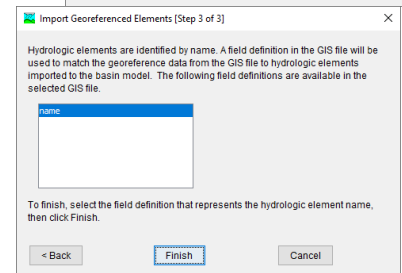 Import Georeferenced Elements [Step 3 of 3]
Hydrologic elements are identified by name. A field definition in the GIS file will be
used to match the georeference data from the GIS file to hydrologic elements
imported to the basin model. The following field definitions are available in the
selected GIS file.
name
To finish, select the field definition that represents the hydrologic element name,
then click Finish.
< Back
Finish
Cancel